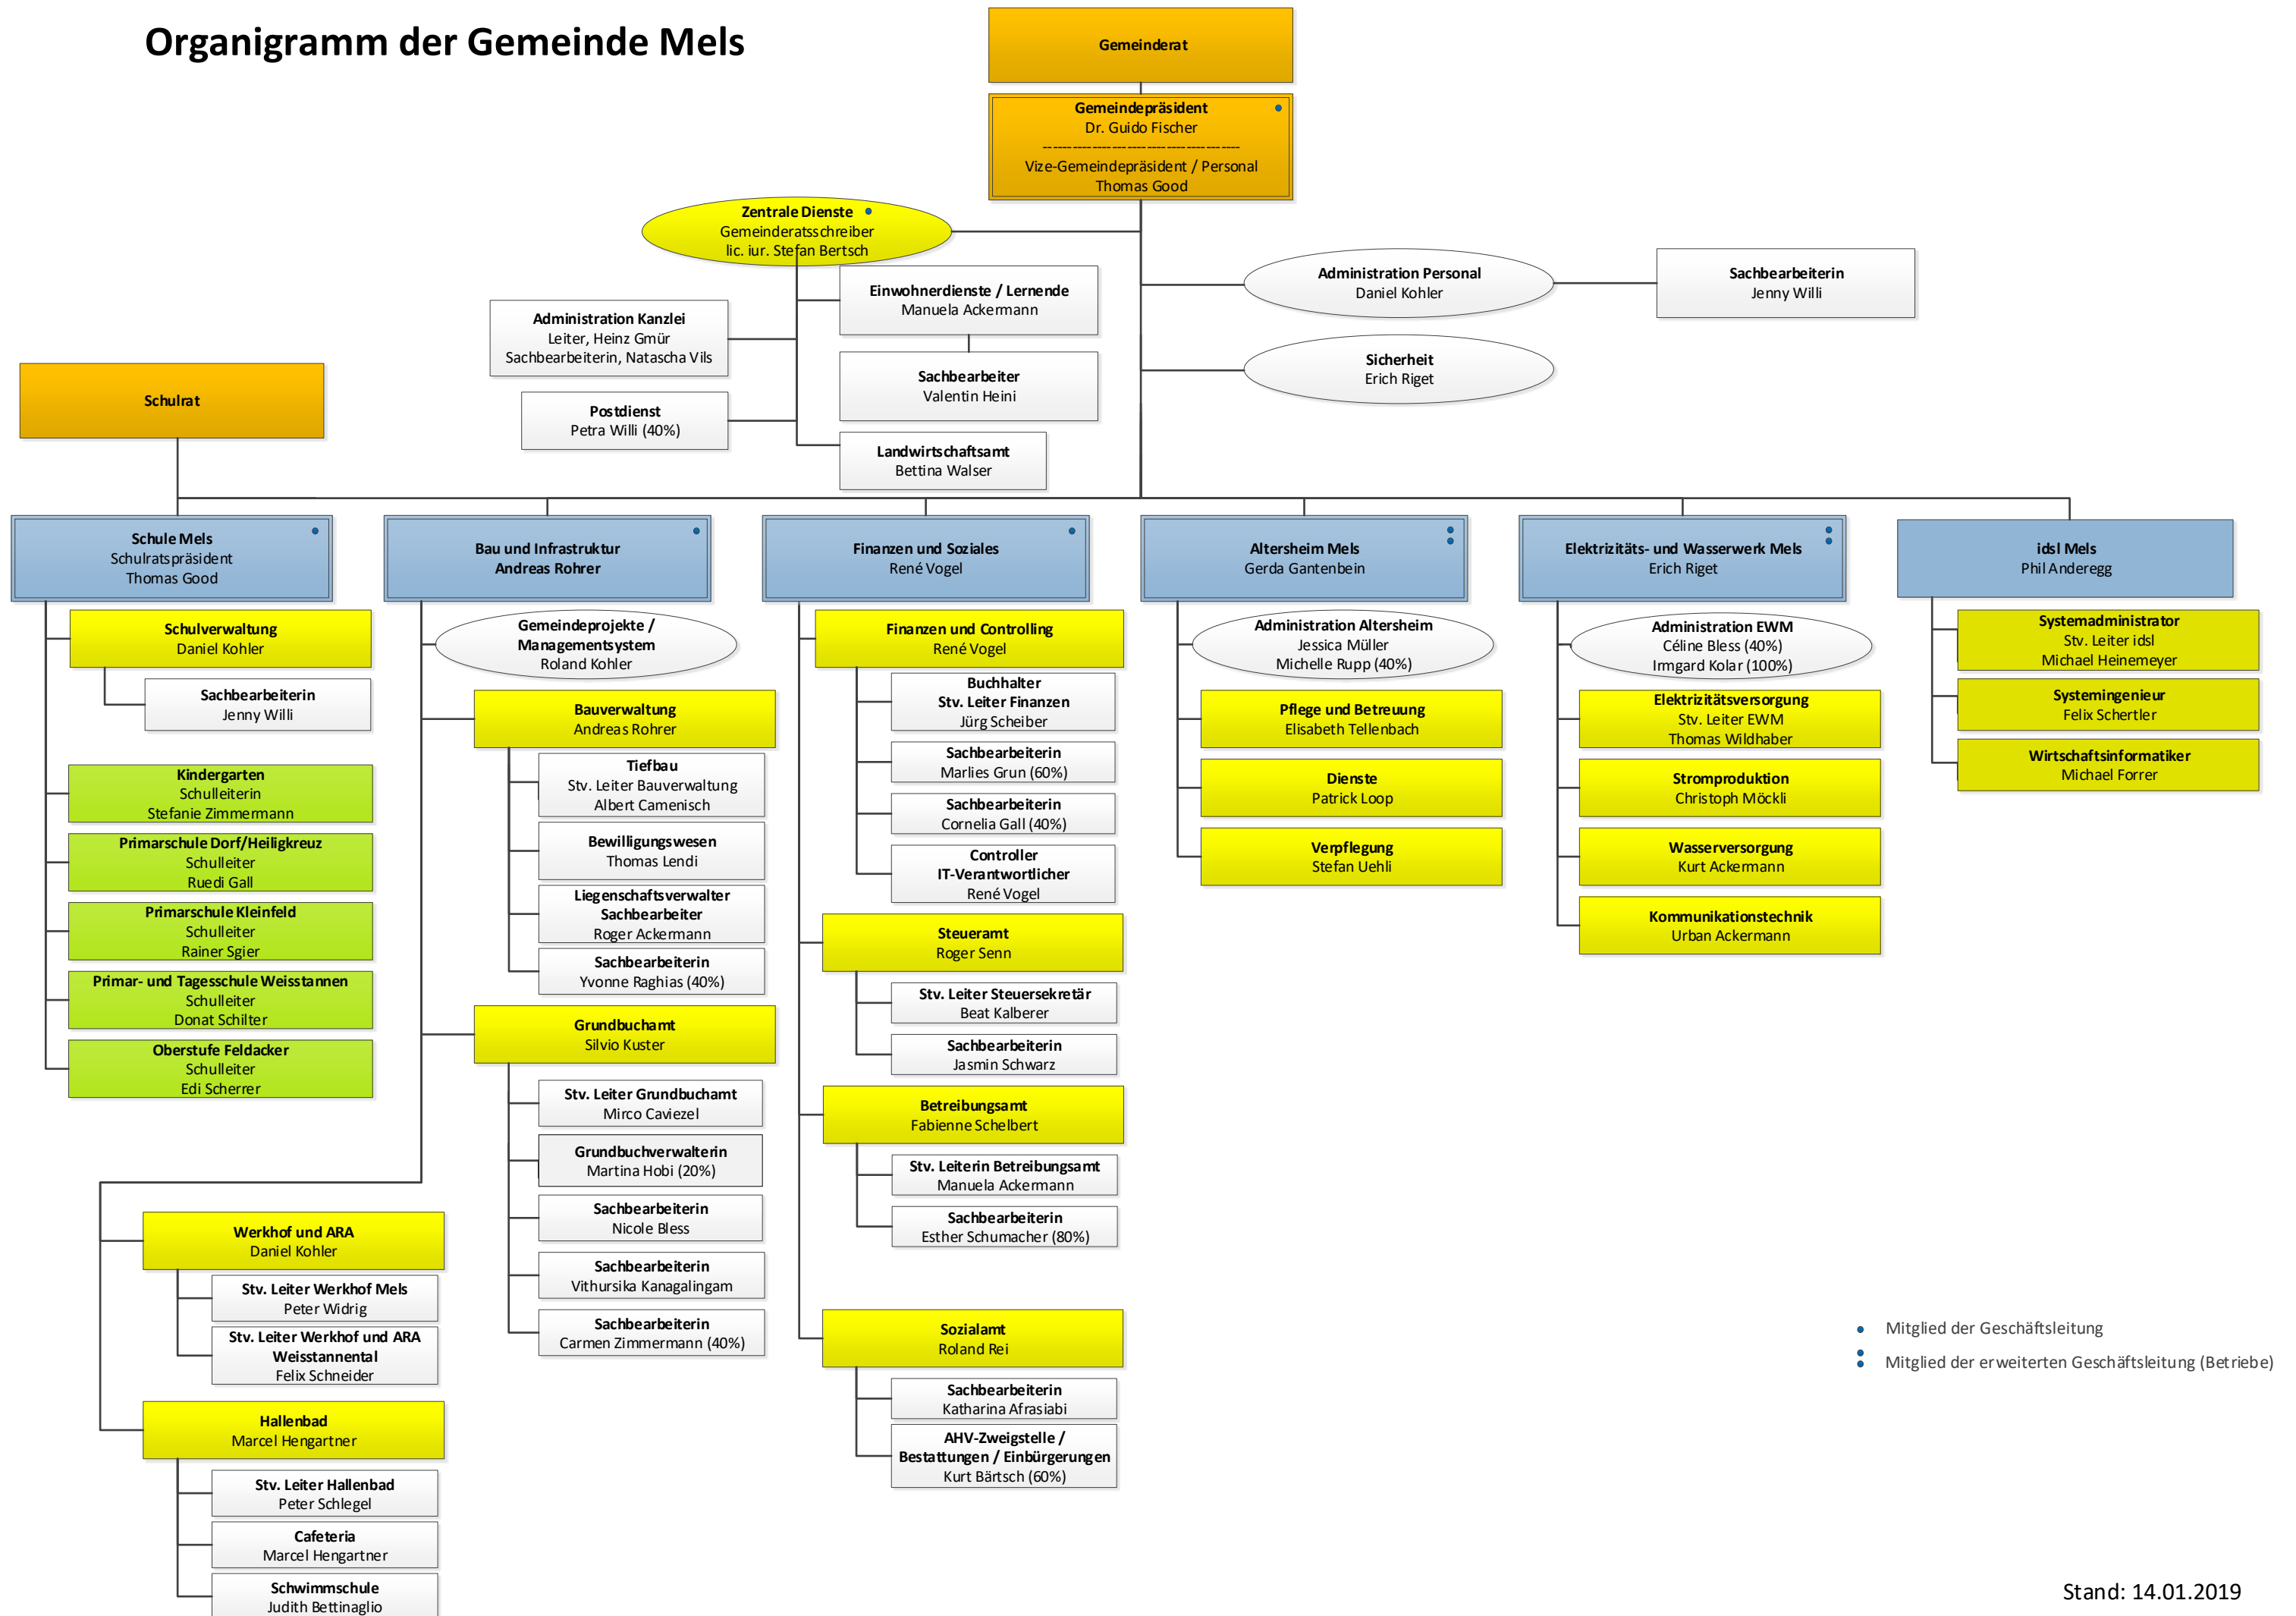 Organigramm der Gemeinde Mels
Gemeinderat
Gemeindepräsident
Dr. Guido Fischer
----------------------------------------
Vize-Gemeindepräsident / Personal
Thomas Good
Zentrale Dienste
Gemeinderatsschreiber
lic. iur. Stefan Bertsch
Administration Personal
Daniel Kohler
Sachbearbeiterin
Jenny Willi
Einwohnerdienste / Lernende
Manuela Ackermann
Administration Kanzlei
Leiter, Heinz Gmür
Sachbearbeiterin, Natascha Vils
Sicherheit
Erich Riget
Sachbearbeiter
Valentin Heini
Schulrat
Postdienst
Petra Willi (40%)
Landwirtschaftsamt
Bettina Walser
Schule Mels
Schulratspräsident
Thomas Good
Schulverwaltung
Daniel Kohler
Sachbearbeiterin
Jenny Willi
Kindergarten
Schulleiterin
Stefanie Zimmermann
Primarschule Dorf/Heiligkreuz
Schulleiter
Ruedi Gall
Primarschule Kleinfeld
Schulleiter
Rainer Sgier
Primar- und Tagesschule Weisstannen
Schulleiter
Donat Schilter
Oberstufe Feldacker
Schulleiter
Edi Scherrer
Bau und Infrastruktur
Andreas Rohrer
Gemeindeprojekte /
Managementsystem
Roland Kohler
Bauverwaltung
Andreas Rohrer
Tiefbau
Stv. Leiter Bauverwaltung
Albert Camenisch
Bewilligungswesen
Thomas Lendi
Liegenschaftsverwalter
Sachbearbeiter
Roger Ackermann
Sachbearbeiterin
Yvonne Raghias (40%)
Grundbuchamt
Silvio Kuster
Stv. Leiter Grundbuchamt
Mirco Caviezel
Grundbuchverwalterin
Martina Hobi (20%)
Sachbearbeiterin
Nicole Bless
Sachbearbeiterin
Vithursika Kanagalingam
Sachbearbeiterin
Carmen Zimmermann (40%)
Werkhof und ARA
Daniel Kohler
Stv. Leiter Werkhof Mels
Peter Widrig
Stv. Leiter Werkhof und ARA
Weisstannental
Felix Schneider
Hallenbad
Marcel Hengartner
Stv. Leiter Hallenbad
Peter Schlegel
Cafeteria
Marcel Hengartner
Schwimmschule
Judith Bettinaglio
Finanzen und Soziales
René Vogel
Finanzen und Controlling
René Vogel
Buchhalter
Stv. Leiter Finanzen
Jürg Scheiber
Sachbearbeiterin
Marlies Grun (60%)
Sachbearbeiterin
Cornelia Gall (40%)
Controller
IT-Verantwortlicher
René Vogel
Steueramt
Roger Senn
Stv. Leiter Steuersekretär
Beat Kalberer
Sachbearbeiterin
Jasmin Schwarz
Betreibungsamt
Fabienne Schelbert
Stv. Leiterin Betreibungsamt
Manuela Ackermann
Sachbearbeiterin
Esther Schumacher (80%)
Sozialamt
Roland Rei
Sachbearbeiterin
Katharina Afrasiabi
AHV-Zweigstelle /
Bestattungen / Einbürgerungen
Kurt Bärtsch (60%)
Altersheim Mels
Gerda Gantenbein
Administration Altersheim
Jessica Müller
Michelle Rupp (40%)
Pflege und Betreuung
Elisabeth Tellenbach
Dienste
Patrick Loop
Verpflegung
Stefan Uehli
Elektrizitäts- und Wasserwerk Mels
Erich Riget
Administration EWM
Céline Bless (40%)
Irmgard Kolar (100%)
Elektrizitätsversorgung
Stv. Leiter EWM
Thomas Wildhaber
Stromproduktion
Christoph Möckli
Wasserversorgung
Kurt Ackermann
Kommunikationstechnik
Urban Ackermann
idsl Mels
Phil Anderegg
Systemadministrator
Stv. Leiter idsl
Michael Heinemeyer
Systemingenieur
Felix Schertler
Wirtschaftsinformatiker
Michael Forrer
Mitglied der Geschäftsleitung
Mitglied der erweiterten Geschäftsleitung (Betriebe)
Stand: 14.01.2019